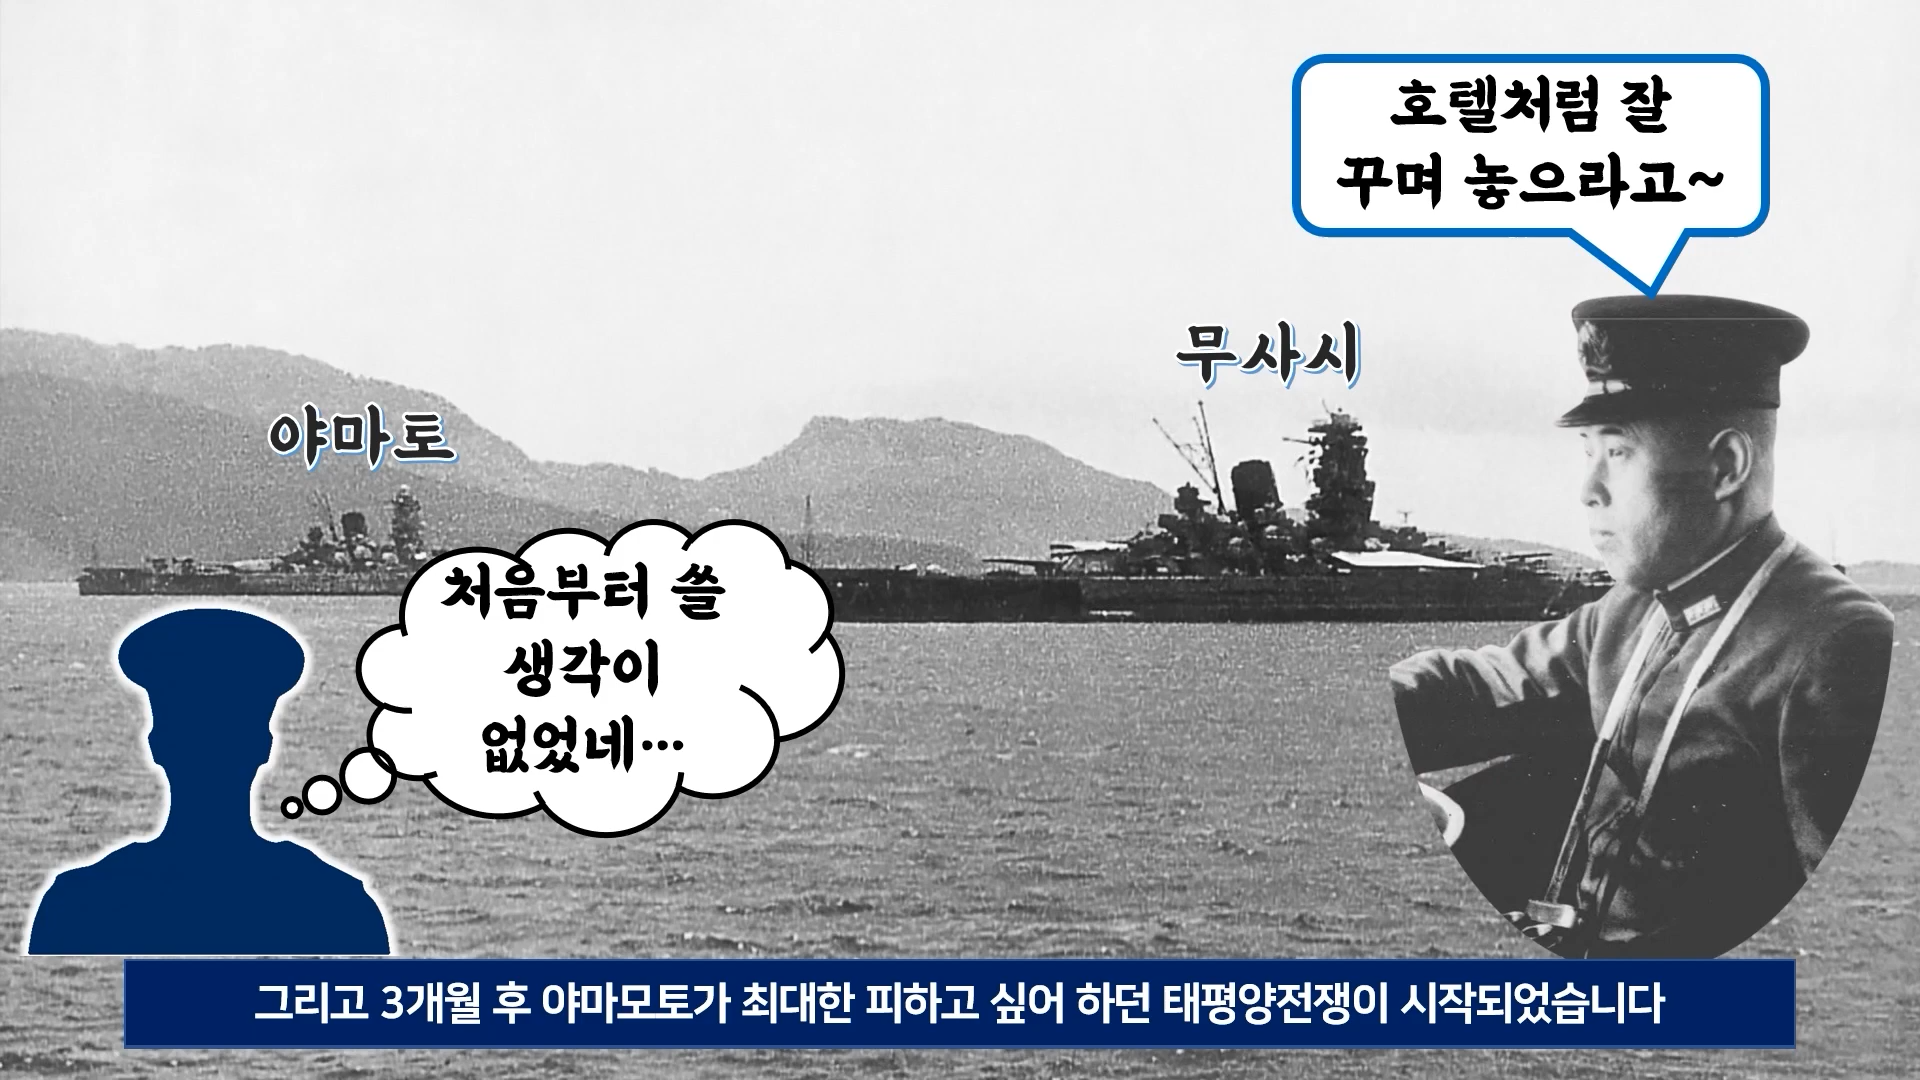 호텔처럼 잘
꾸며 놓으라고~
무사시
야마토
처음부터 쓸
생각이
없었네…
그리고 3개월 후 야마모토가 최대한 피하고 싶어 하던 태평양전쟁이 시작되었습니다